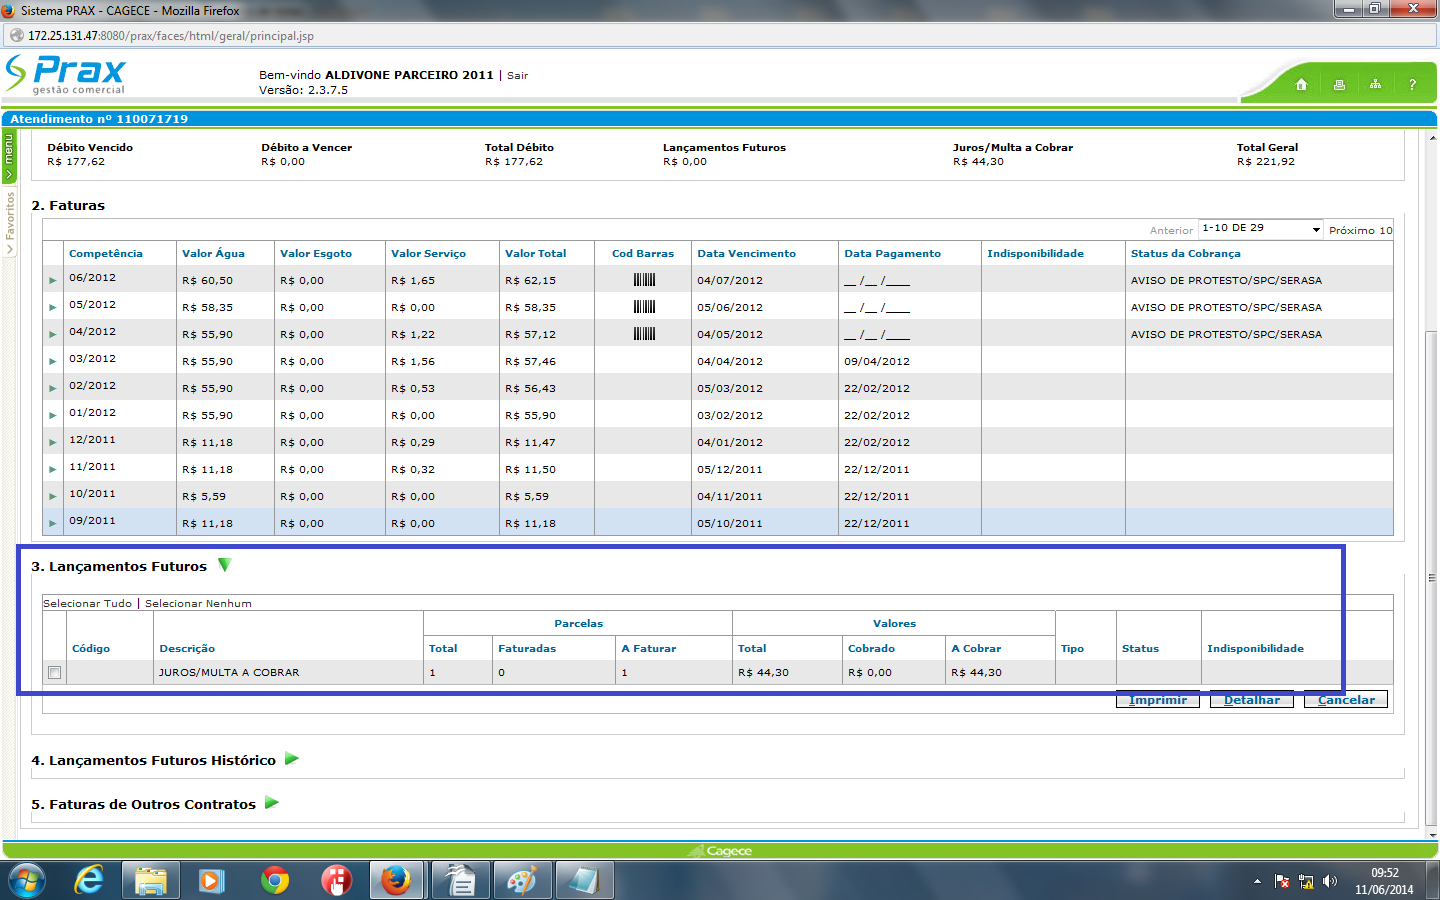 Sistema PRAX - CAGECE - Mozilla Firefox
172.25.131.47:8080/prax/faces/html/geral/principal.jsp
Prax
gestão comercial
Bem-vindo ALDIVONE PARCEIRO 2011 | Sair
Versão: 2.3.7.5
?
Atendimento nº 110071719
menu
Favoritos
Débito Vencido Débito a Vencer Total Débito Lançamentos Futuros Juros/Multa a Cobrar Total Geral
R$ 177,62 R$ 0,00 R$ 177,62 R$ 0,00 R$ 44,30 R$ 221,92
2. Faturas
Anterior 1-10 DE 29 Próximo 10
Competência Valor Água Valor Esgoto Valor Serviço Valor Total Cod Barras Data Vencimento Data Pagamento Indisponibilidade Status da Cobrança
06/2012 R$ 60,50 R$ 0,00 R$ 1,65 R$ 62,15 04/07/2012 __ /__ /____ AVISO DE PROTESTO/SPC/SERASA
05/2012 R$ 58,35 R$ 0,00 R$ 0,00 R$ 58,35 05/06/2012 __ /__ /____ AVISO DE PROTESTO/SPC/SERASA
04/2012 R$ 55,90 R$ 0,00 R$ 1,22 R$ 57,12 04/05/2012 __ /__ /____ AVISO DE PROTESTO/SPC/SERASA
03/2012 R$ 55,90 R$ 0,00 R$ 1,56 R$ 57,46 04/04/2012 09/04/2012
02/2012 R$ 55,90 R$ 0,00 R$ 0,53 R$ 56,43 05/03/2012 22/02/2012
01/2012 R$ 55,90 R$ 0,00 R$ 0,00 R$ 55,90 03/02/2012 22/02/2012
12/2011 R$ 11,18 R$ 0,00 R$ 0,29 R$ 11,47 04/01/2012 22/02/2012
11/2011 R$ 11,18 R$ 0,00 R$ 0,32 R$ 11,50 05/12/2011 22/12/2011
10/2011 R$ 5,59 R$ 0,00 R$ 0,00 R$ 5,59 04/11/2011 22/12/2011
09/2011 R$ 11,18 R$ 0,00 R$ 0,00 R$ 11,18 05/10/2011 22/12/2011
3. Lançamentos Futuros
Selecionar Tudo | Selecionar Nenhum
Parcelas Valores
Código Descrição Total Faturadas A Faturar Total Cobrado A Cobrar Tipo Status Indisponibilidade
JUROS/MULTA A COBRAR 1 0 1 R$ 44,30 R$ 0,00 R$ 44,30
Imprimir Detalhar Cancelar
4. Lançamentos Futuros Histórico
5. Faturas de Outros Contratos
Cagece
09:52
11/06/2014